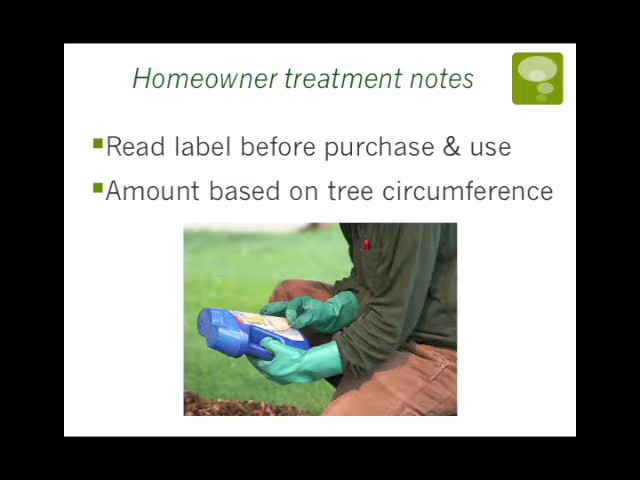 Homeowner treatment notes
Read label before purchase & use
Amount based on tree circumference